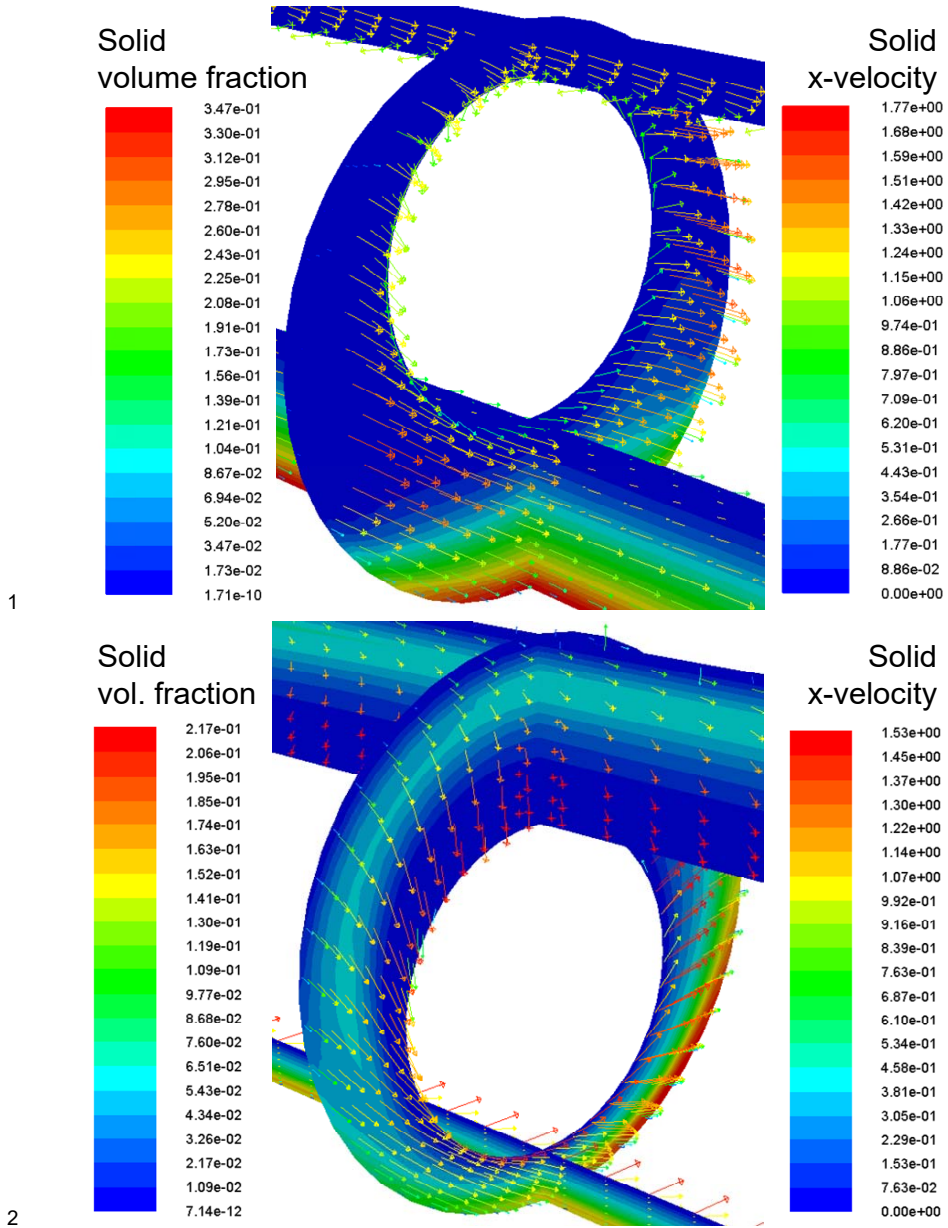 Solid
volume fraction
3.47e-01
3.30e-01
3.12e-01
2.95e-01
2.78e-01
2.60e-01
2.43e-01
2.25e-01
2.08e-01
1.91e-01
1.73e-01
1.56e-01
1.39e-01
1.21e-01
1.04e-01
8.67e-02
6.94e-02
5.20e-02
3.47e-02
1.73e-02
1.71e-10
Solid
x-velocity
1.77e+00
1.68e+00
1.59e+00
1.51e+00
1.42e+00
1.33e+00
1.24e+00
1.15e+00
1.06e+00
9.74e-01
8.86e-01
7.97e-01
7.09e-01
6.20e-01
5.31e-01
4.43e-01
3.54e-01
2.66e-01
1.77e-01
8.86e-02
0.00e+00
1
Solid
vol. fraction
2.17e-01
2.06e-01
1.95e-01
1.85e-01
1.74e-01
1.63e-01
1.52e-01
1.41e-01
1.30e-01
1.19e-01
1.09e-01
9.77e-02
8.68e-02
7.60e-02
6.51e-02
5.43e-02
4.34e-02
3.26e-02
2.17e-02
1.09e-02
7.14e-12
Solid
x-velocity
1.53e+00
1.45e+00
1.37e+00
1.30e+00
1.22e+00
1.14e+00
1.07e+00
9.92e-01
9.16e-01
8.39e-01
7.63e-01
6.87e-01
6.10e-01
5.34e-01
4.58e-01
3.81e-01
3.05e-01
2.29e-01
1.53e-01
7.63e-02
0.00e+00
2